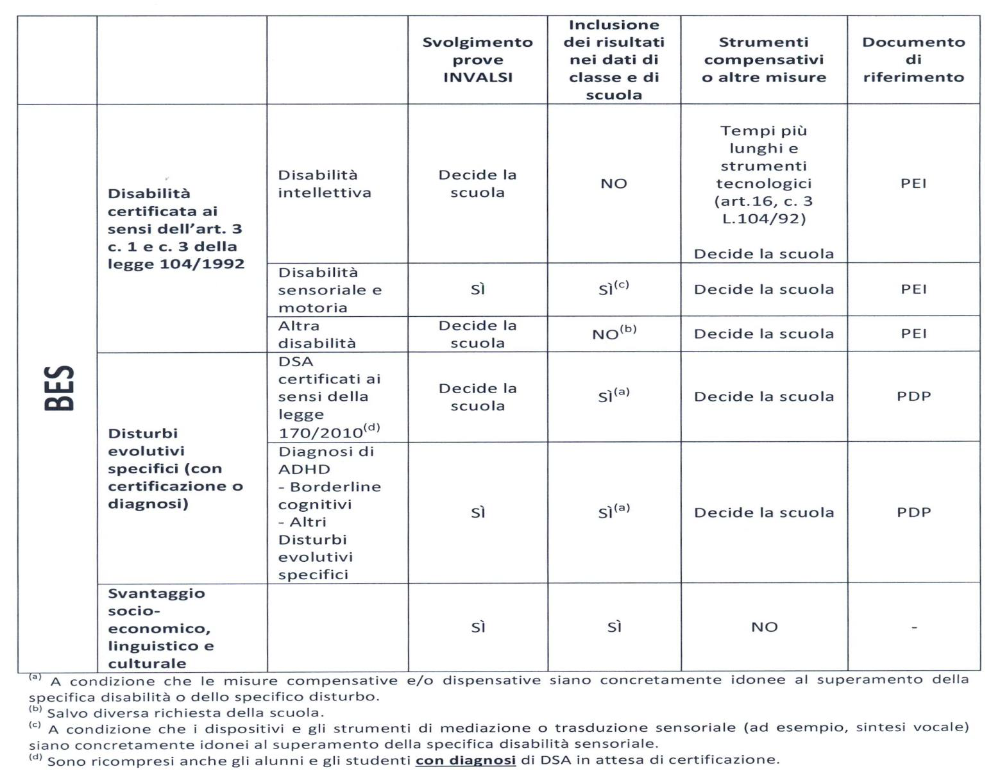 Svolgimento
prove
INVALSI
Inclusione
dei risultati
nei dati di
classe e di
scuola
Strumenti
compensativi
o altre misure
Documento
di
riferimento
BES
Disabilità
certificata ai
sensi dell’art. 3
c. 1 e c. 3 della
legge 104/1992
Disabilità
intellettiva
Decide la
scuola
NO
Tempi più
lunghi e
strumenti
tecnologici
(art.16, c. 3
L.104/92)
Decide la scuola
PEI
Disabilità
sensoriale e
motoria
SÌ
SÌ(c)
Decide la scuola
PEI
Altra
disabilità
Decide la
scuola
NO(b)
Decide la scuola
PEI
Disturbi
evolutivi
specifici (con
certificazione o
diagnosi)
DSA
certificati ai
sensi della
legge
170/2010(d)
Decide la
scuola
SÌ(a)
Decide la scuola
PDP
Diagnosi di
ADHD
- Borderline
cognitivi
- Altri
Disturbi
evolutivi
specifici
SÌ
SÌ(a)
Decide la scuola
PDP
Svantaggio
socio-
economico,
linguistico e
culturale
SÌ
SÌ
NO
-
(a) A condizione che le misure compensative e/o dispensative siano concretamente idonee al superamento della
specifica disabilità o dello specifico disturbo.
(b) Salvo diversa richiesta della scuola.
(c) A condizione che i dispositivi e gli strumenti di mediazione o trasduzione sensoriale (ad esempio, sintesi vocale)
siano concretamente idonei al superamento della specifica disabilità sensoriale.
(d) Sono ricompresi anche gli alunni e gli studenti con diagnosi di DSA in attesa di certificazione.